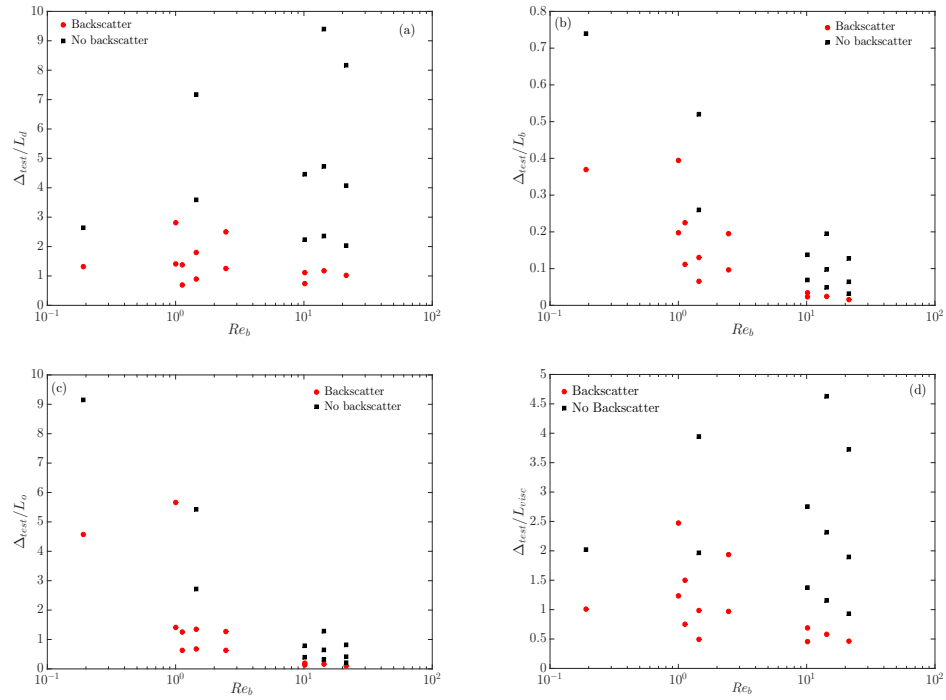 10
9
8
7
6
5
4
3
2
1
0
Backscatter
No backscatter
(a)
Δ_test/L_d
10^-1 10^0 10^1 10^2
Re_b
(b)
0.8
0.7
0.6
0.5
0.4
0.3
0.2
0.1
0
Backscatter
No backscatter
Δ_test/L_b
10^-1 10^0 10^1 10^2
Re_b
(c)
10
9
8
7
6
5
4
3
2
1
0
Backscatter
No backscatter
Δ_test/L_o
10^-1 10^0 10^1 10^2
Re_b
5
4.5
4
3.5
3
2.5
2
1.5
1
0.5
0
Backscatter
No Backscatter
(d)
Δ_test/L_visc
10^-1 10^0 10^1 10^2
Re_b